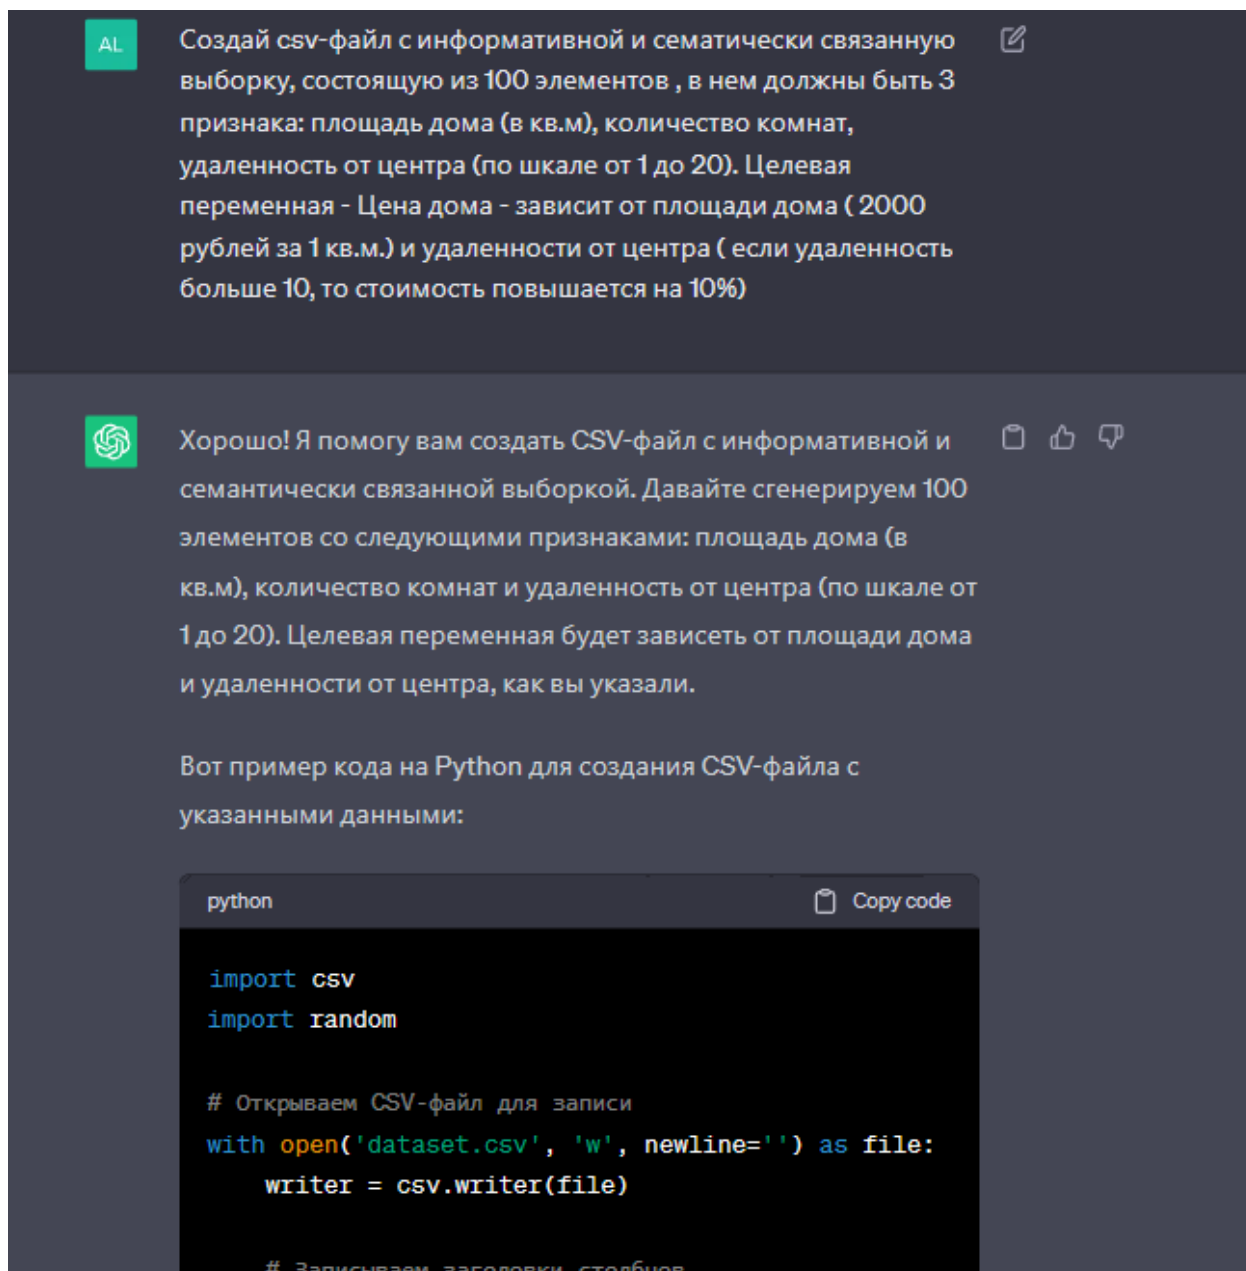 AL
Создай csv-файл с информативной и сематически связанную
выборку, состоящую из 100 элементов , в нем должны быть 3
признака: площадь дома (в кв.м), количество комнат,
удаленность от центра (по шкале от 1 до 20). Целевая
переменная - Цена дома - зависит от площади дома ( 2000
рублей за 1 кв.м.) и удаленности от центра ( если удаленность
больше 10, то стоимость повышается на 10%)
Хорошо! Я помогу вам создать CSV-файл с информативной и
семантически связанной выборкой. Давайте сгенерируем 100
элементов со следующими признаками: площадь дома (в
кв.м), количество комнат и удаленность от центра (по шкале от
1 до 20). Целевая переменная будет зависеть от площади дома
и удаленности от центра, как вы указали.
Вот пример кода на Python для создания CSV-файла с
указанными данными:
python
Copy code
import csv
import random
# Открываем CSV-файл для записи
with open('dataset.csv', 'w', newline='') as file:
writer = csv.writer(file)
# Записываем заголовки столбцов